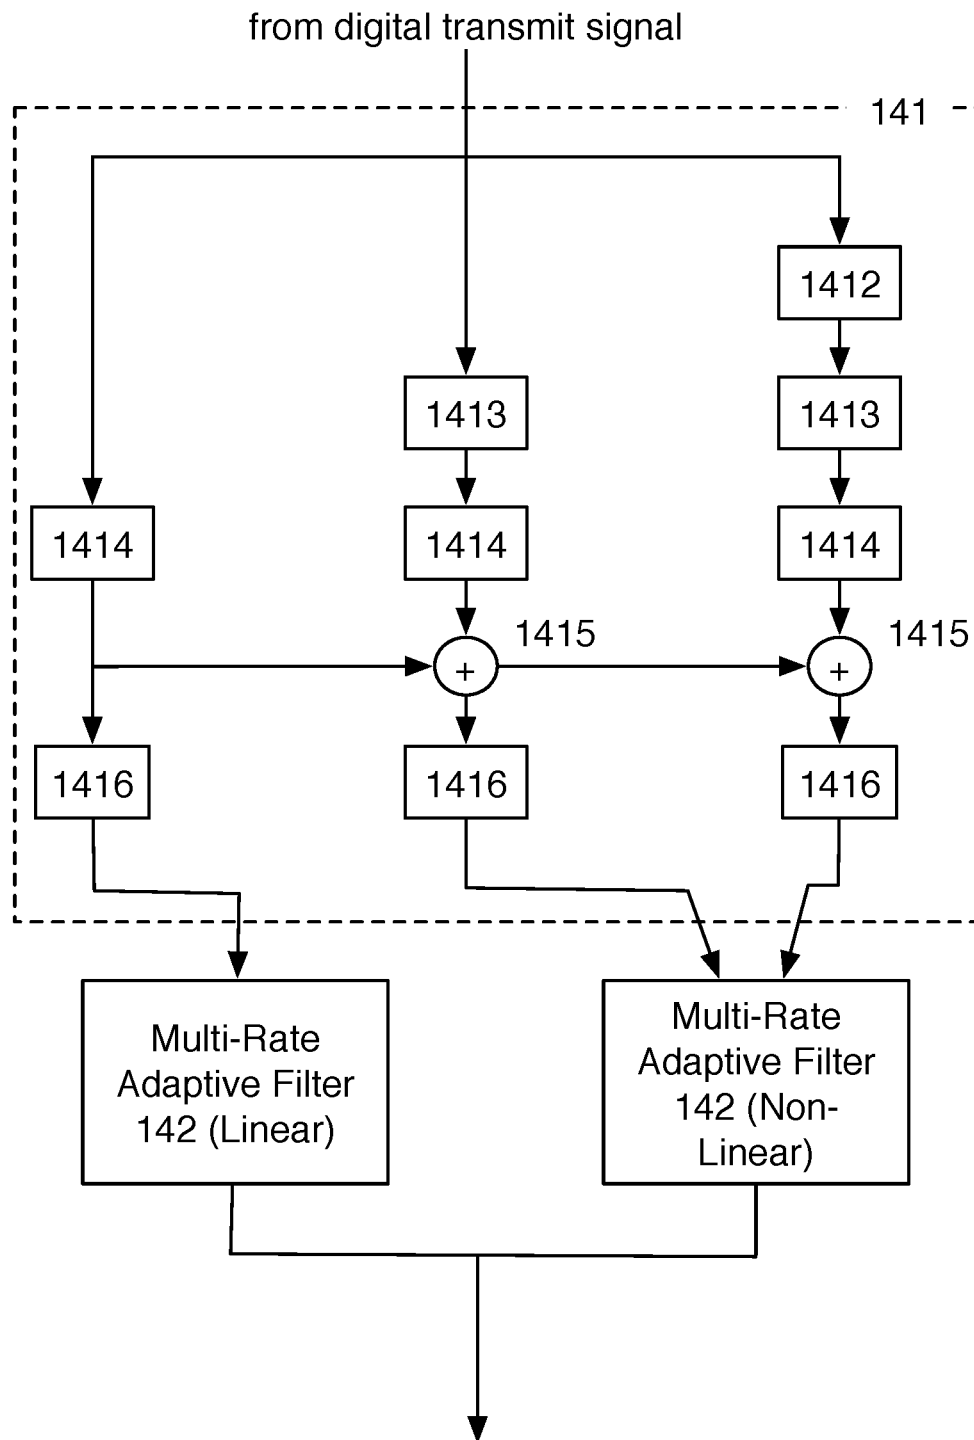 from digital transmit signal
141
1412
1413
1413
1414
1414
1414
1415
1415
+
+
1416
1416
1416
Multi-Rate
Adaptive Filter
142 (Linear)
Multi-Rate
Adaptive Filter
142 (Non-
Linear)